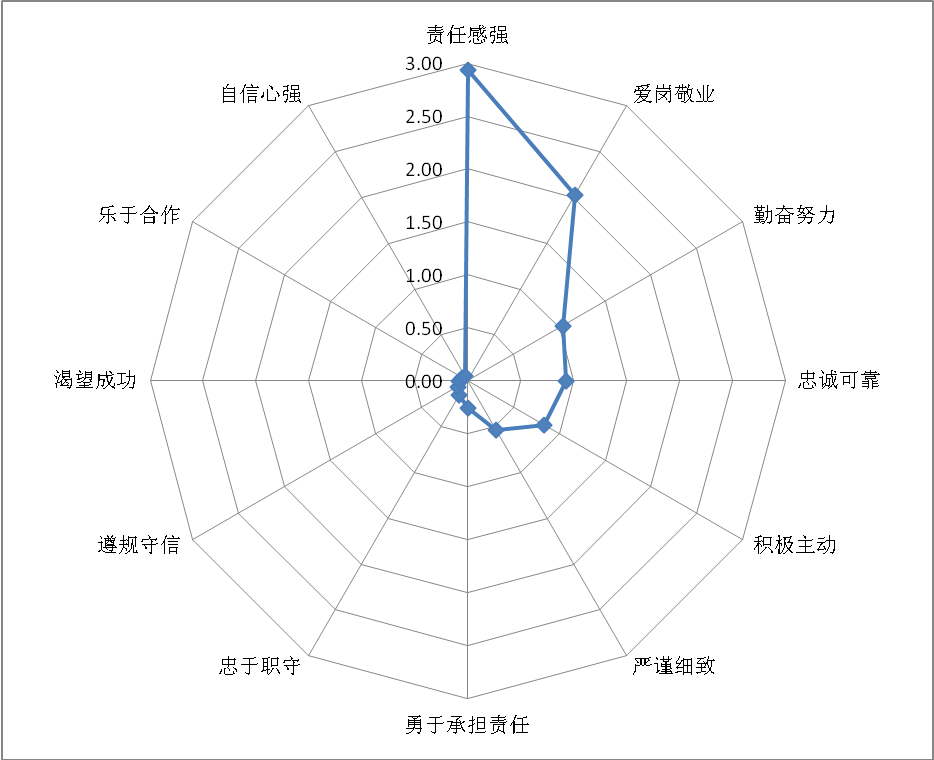 责任感强
3.00
自信心强
爱岗敬业
2.50
2.00
乐于合作
勤奋努力
1.50
1.00
0.50
渴望成功
0.00
忠诚可靠
遵规守信
积极主动
忠于职守
严谨细致
勇于承担责任